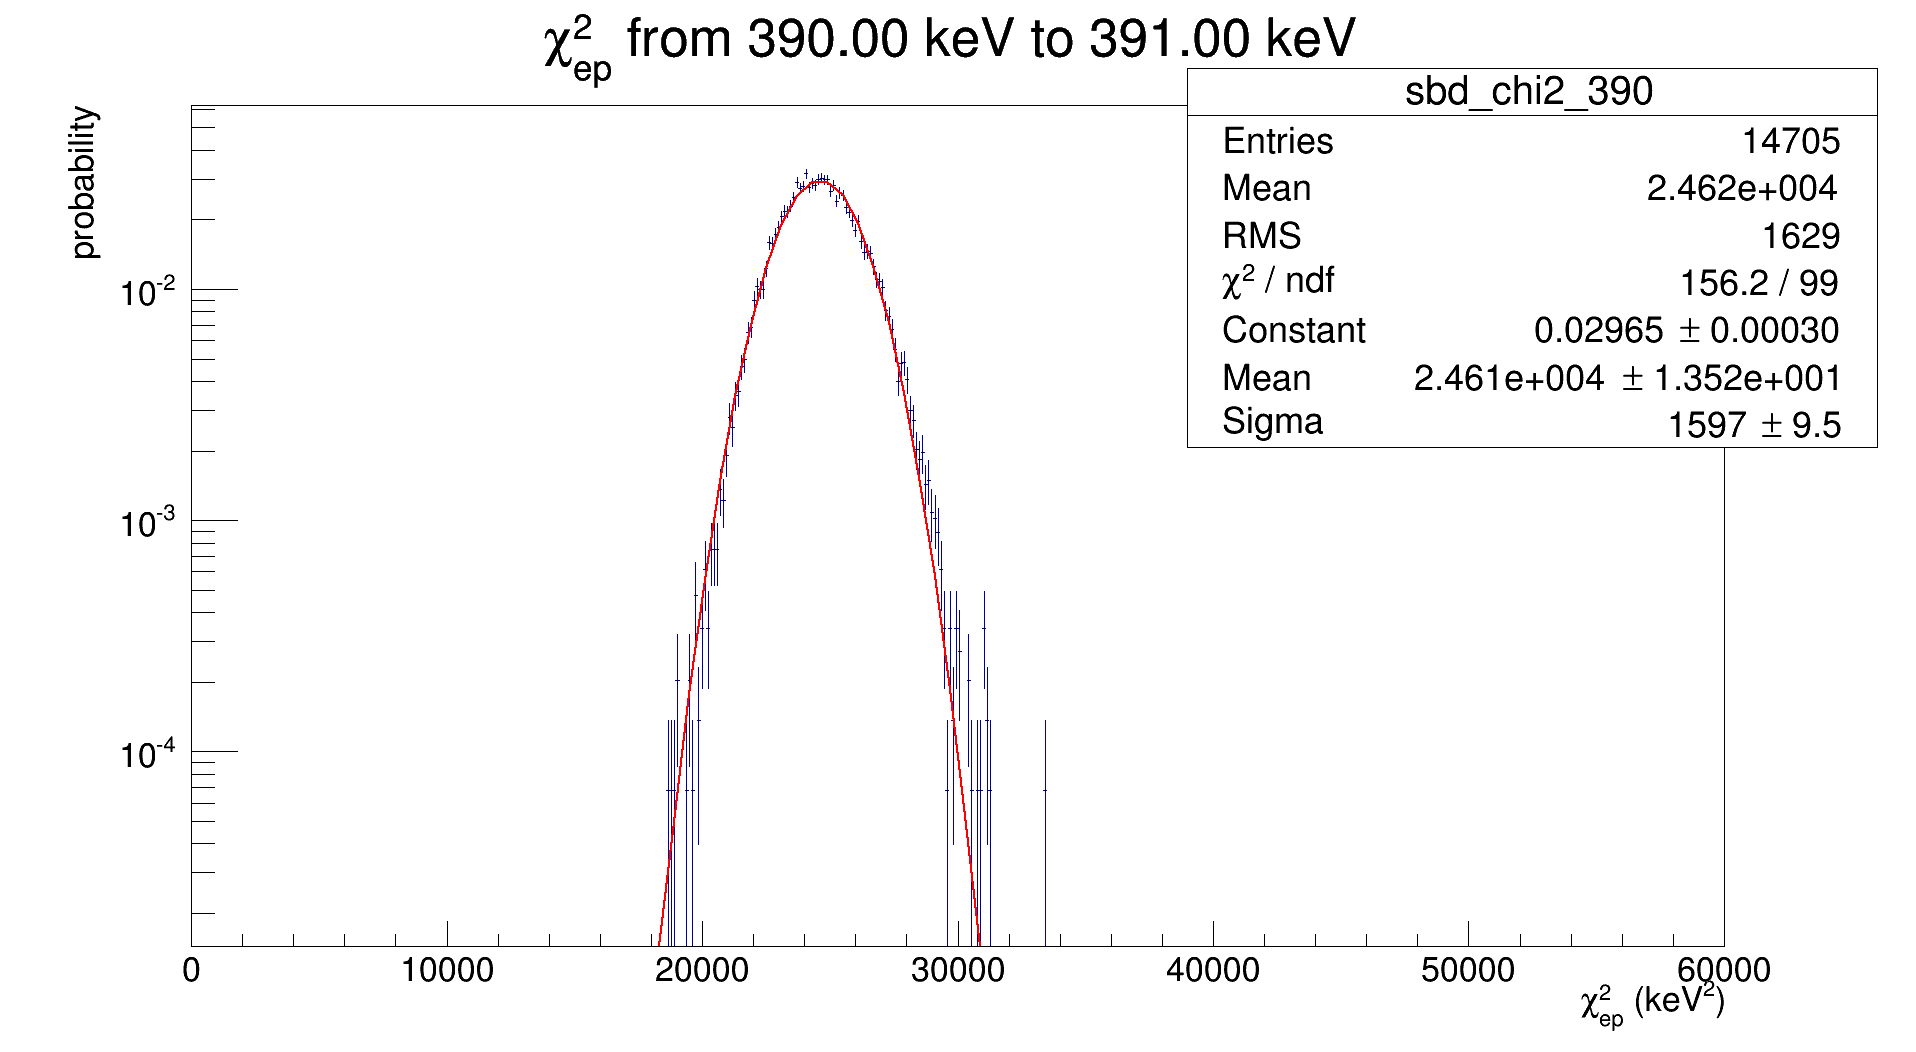 χ²ep from 390.00 keV to 391.00 keV
sbd_chi2_390
Entries 14705
Mean 2.462e+004
RMS 1629
χ² / ndf 156.2 / 99
Constant 0.02965 ± 0.00030
Mean 2.461e+004 ± 1.352e+001
Sigma 1597 ± 9.5
probability
10⁻²
10⁻³
10⁻⁴
0 10000 20000 30000 40000 50000 60000
χ²ep (keV²)